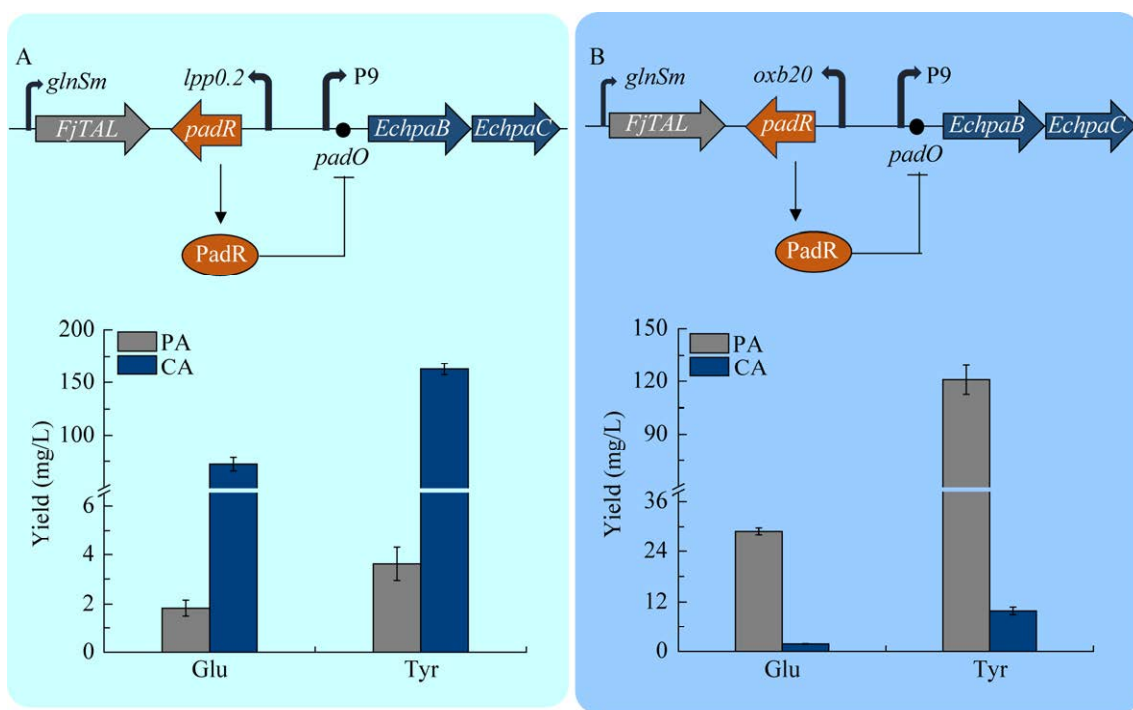 A
glnSm
lpp0.2
P9
FjTAL
padR
EchpaB
EchpaC
padO
PadR
Yield (mg/L)
200
150
100
6
4
2
0
PA
CA
Glu
Tyr
B
glnSm
oxb20
P9
FjTAL
padR
EchpaB
EchpaC
padO
PadR
Yield (mg/L)
150
120
90
36
24
12
0
PA
CA
Glu
Tyr